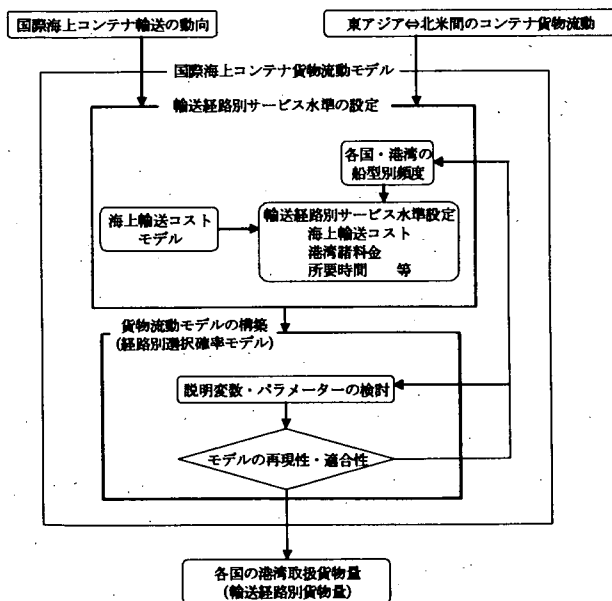 国際海上コンテナ輸送の動向
東アジア⇔北米間のコンテナ貨物流動
国際海上コンテナ貨物流動モデル
輸送経路別サービス水準の設定
各国・港湾の
船型別頻度
海上輸送コスト
モデル
輸送経路別サービス水準設定
海上輸送コスト
港湾諸料金
所要時間 等
貨物流動モデルの構築
(経路別選択確率モデル)
説明変数・パラメーターの検討
モデルの再現性・適合性
各国の港湾取扱貨物量
(輸送経路別貨物量)